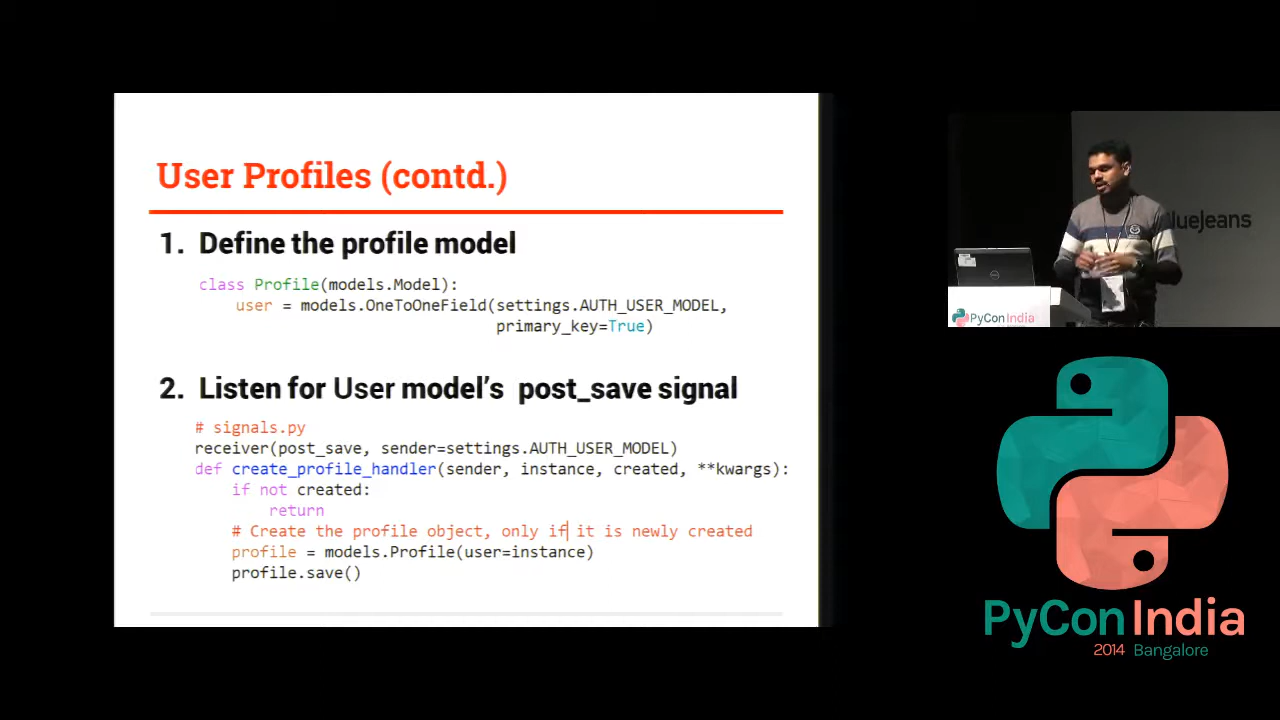 User Profiles (contd.)
1. Define the profile model
class Profile(models.Model):
user = models.OneToOneField(settings.AUTH_USER_MODEL,
primary_key=True)
2. Listen for User model's post_save signal
# signals.py
receiver(post_save, sender=settings.AUTH_USER_MODEL)
def create_profile_handler(sender, instance, created, **kwargs):
if not created:
return
# Create the profile object, only if it is newly created
profile = models.Profile(user=instance)
profile.save()
lueJeans
PyCon India
PyCon India
2014 Bangalore